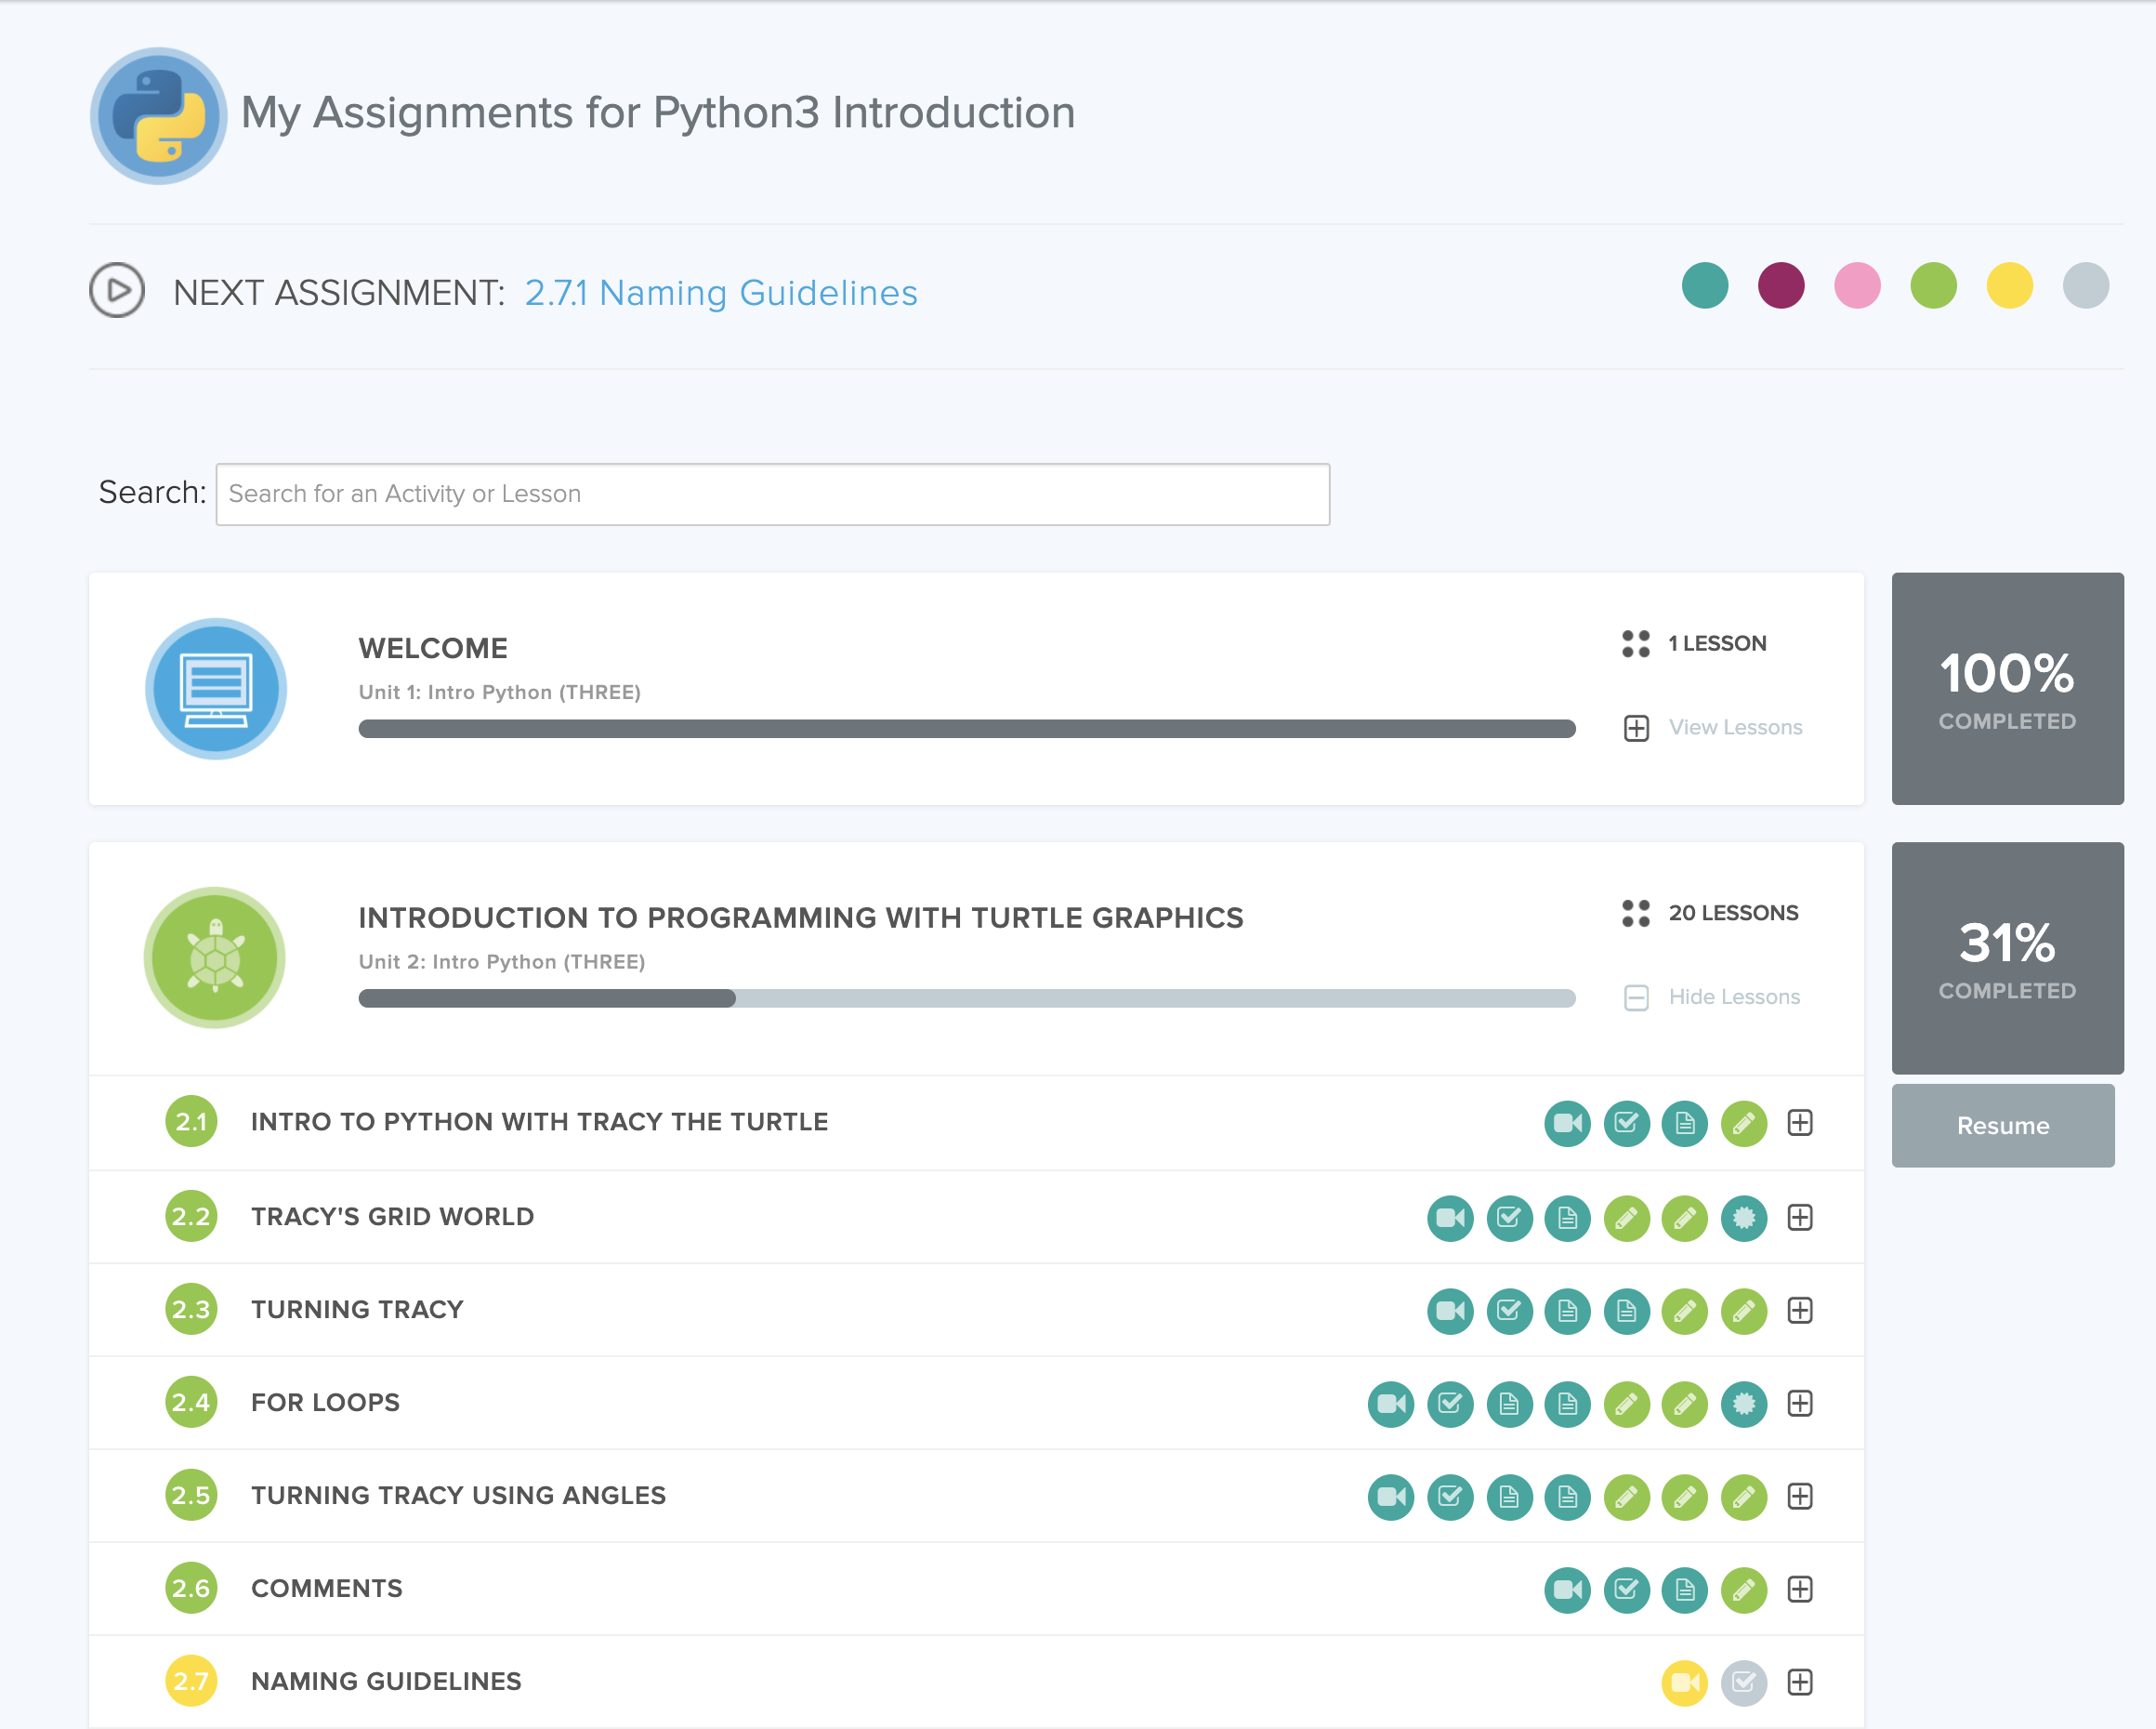 My Assignments for Python3 Introduction
NEXT ASSIGNMENT: 2.7.1 Naming Guidelines
Search: Search for an Activity or Lesson
WELCOME
Unit 1: Intro Python (THREE)
1 LESSON
View Lessons
100%
COMPLETED
INTRODUCTION TO PROGRAMMING WITH TURTLE GRAPHICS
Unit 2: Intro Python (THREE)
20 LESSONS
Hide Lessons
31%
COMPLETED
Resume
2.1 INTRO TO PYTHON WITH TRACY THE TURTLE
2.2 TRACY'S GRID WORLD
2.3 TURNING TRACY
2.4 FOR LOOPS
2.5 TURNING TRACY USING ANGLES
2.6 COMMENTS
2.7 NAMING GUIDELINES